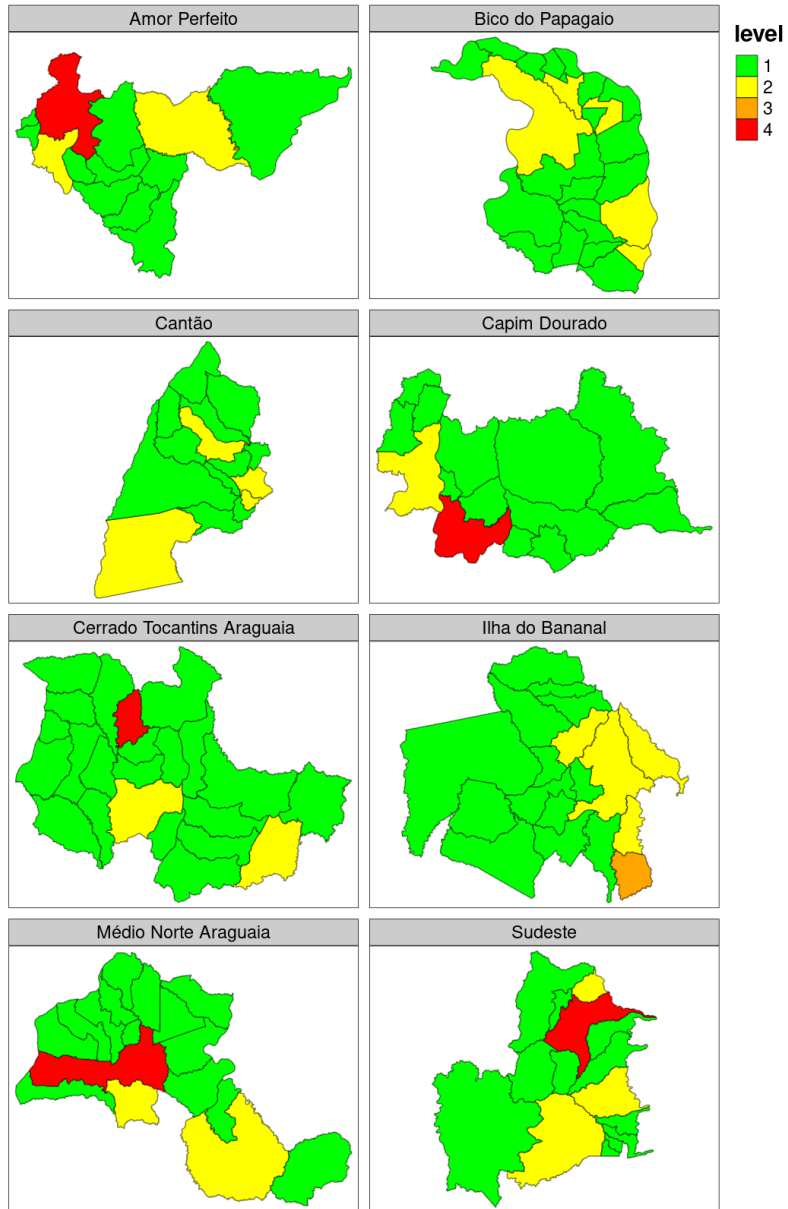 Amor Perfeito
Bico do Papagaio
level
1
2
3
4
Cantão
Capim Dourado
Cerrado Tocantins Araguaia
Ilha do Bananal
Médio Norte Araguaia
Sudeste